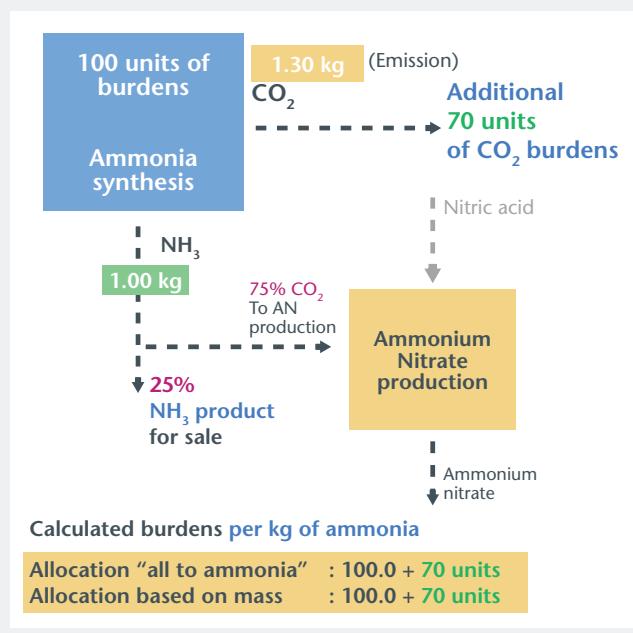 100 units of
burdens
Ammonia
synthesis
1.30 kg
(Emission)
CO₂
Additional
70 units
of CO₂ burdens
Nitric acid
NH₃
1.00 kg
75% CO₂
To AN
production
Ammonium
Nitrate
production
25%
NH₃ product
for sale
Ammonium
nitrate
Calculated burdens per kg of ammonia
Allocation “all to ammonia” : 100.0 + 70 units
Allocation based on mass : 100.0 + 70 units